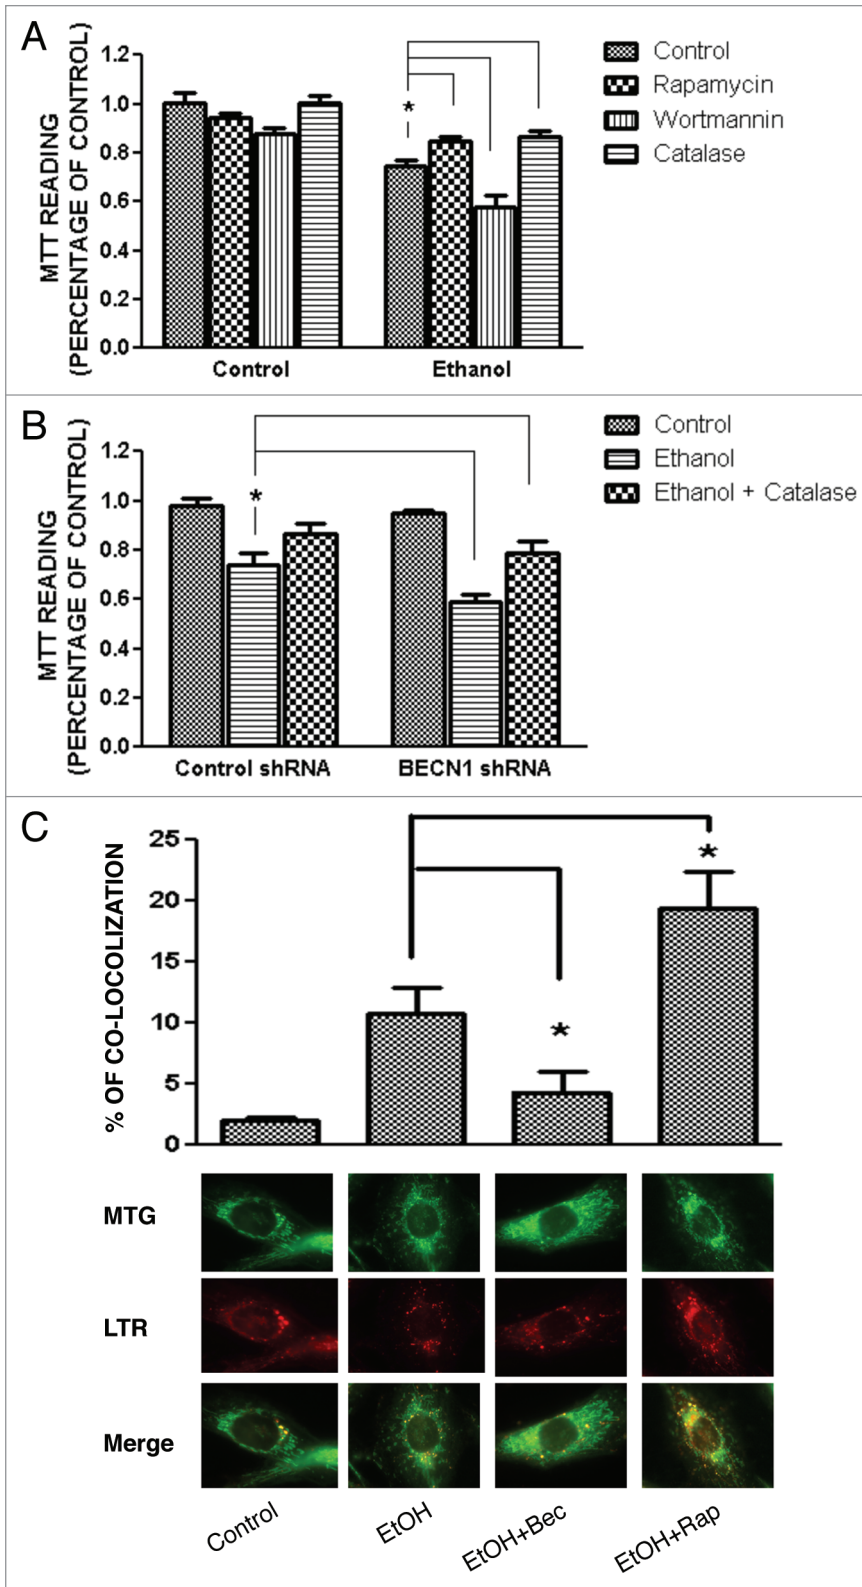 A
MTT READING
(PERCENTAGE OF CONTROL)
1.2
1.0
0.8
0.6
0.4
0.2
0.0
*
Control Ethanol
Control
Rapamycin
Wortmannin
Catalase
B
MTT READING
(PERCENTAGE OF CONTROL)
1.2
1.0
0.8
0.6
0.4
0.2
0.0
*
Control shRNA BECN1 shRNA
Control
Ethanol
Ethanol + Catalase
C
% OF CO-LOCOLIZATION
25
20
15
10
5
0
*
*
MTG
LTR
Merge
Control EtOH EtOH+Bec EtOH+Rap